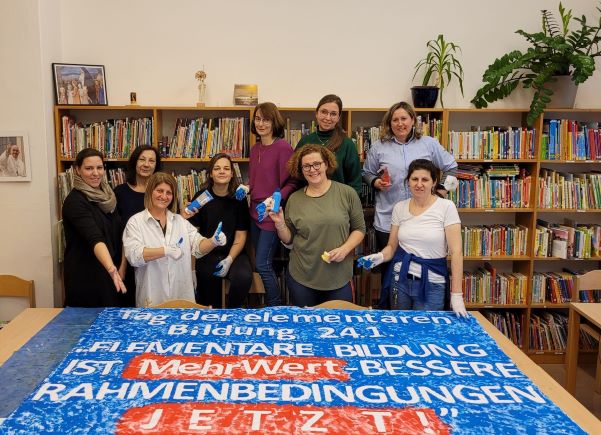 Tag der elementaren
Bildung 24.1
„ELEMENTARE BILDUNG
IST MehrWert-BESSERE
RAHMENBEDINGUNGEN
JETZT!"